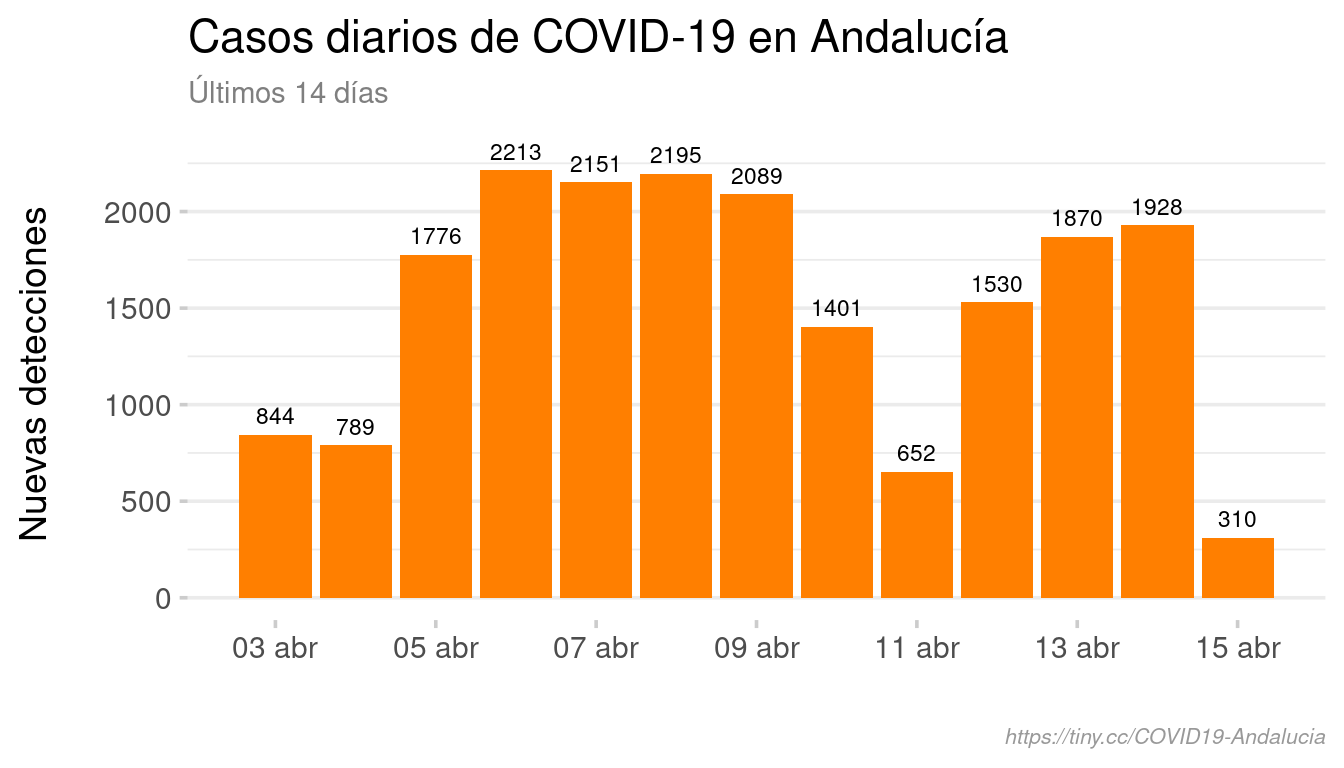 Casos diarios de COVID-19 en Andalucía
Últimos 14 días
Nuevas detecciones
2000
1500
1000
500
0
844
789
1776
2213
2151
2195
2089
1401
652
1530
1870
1928
310
03 abr
05 abr
07 abr
09 abr
11 abr
13 abr
15 abr
https://tiny.cc/COVID19-Andalucia